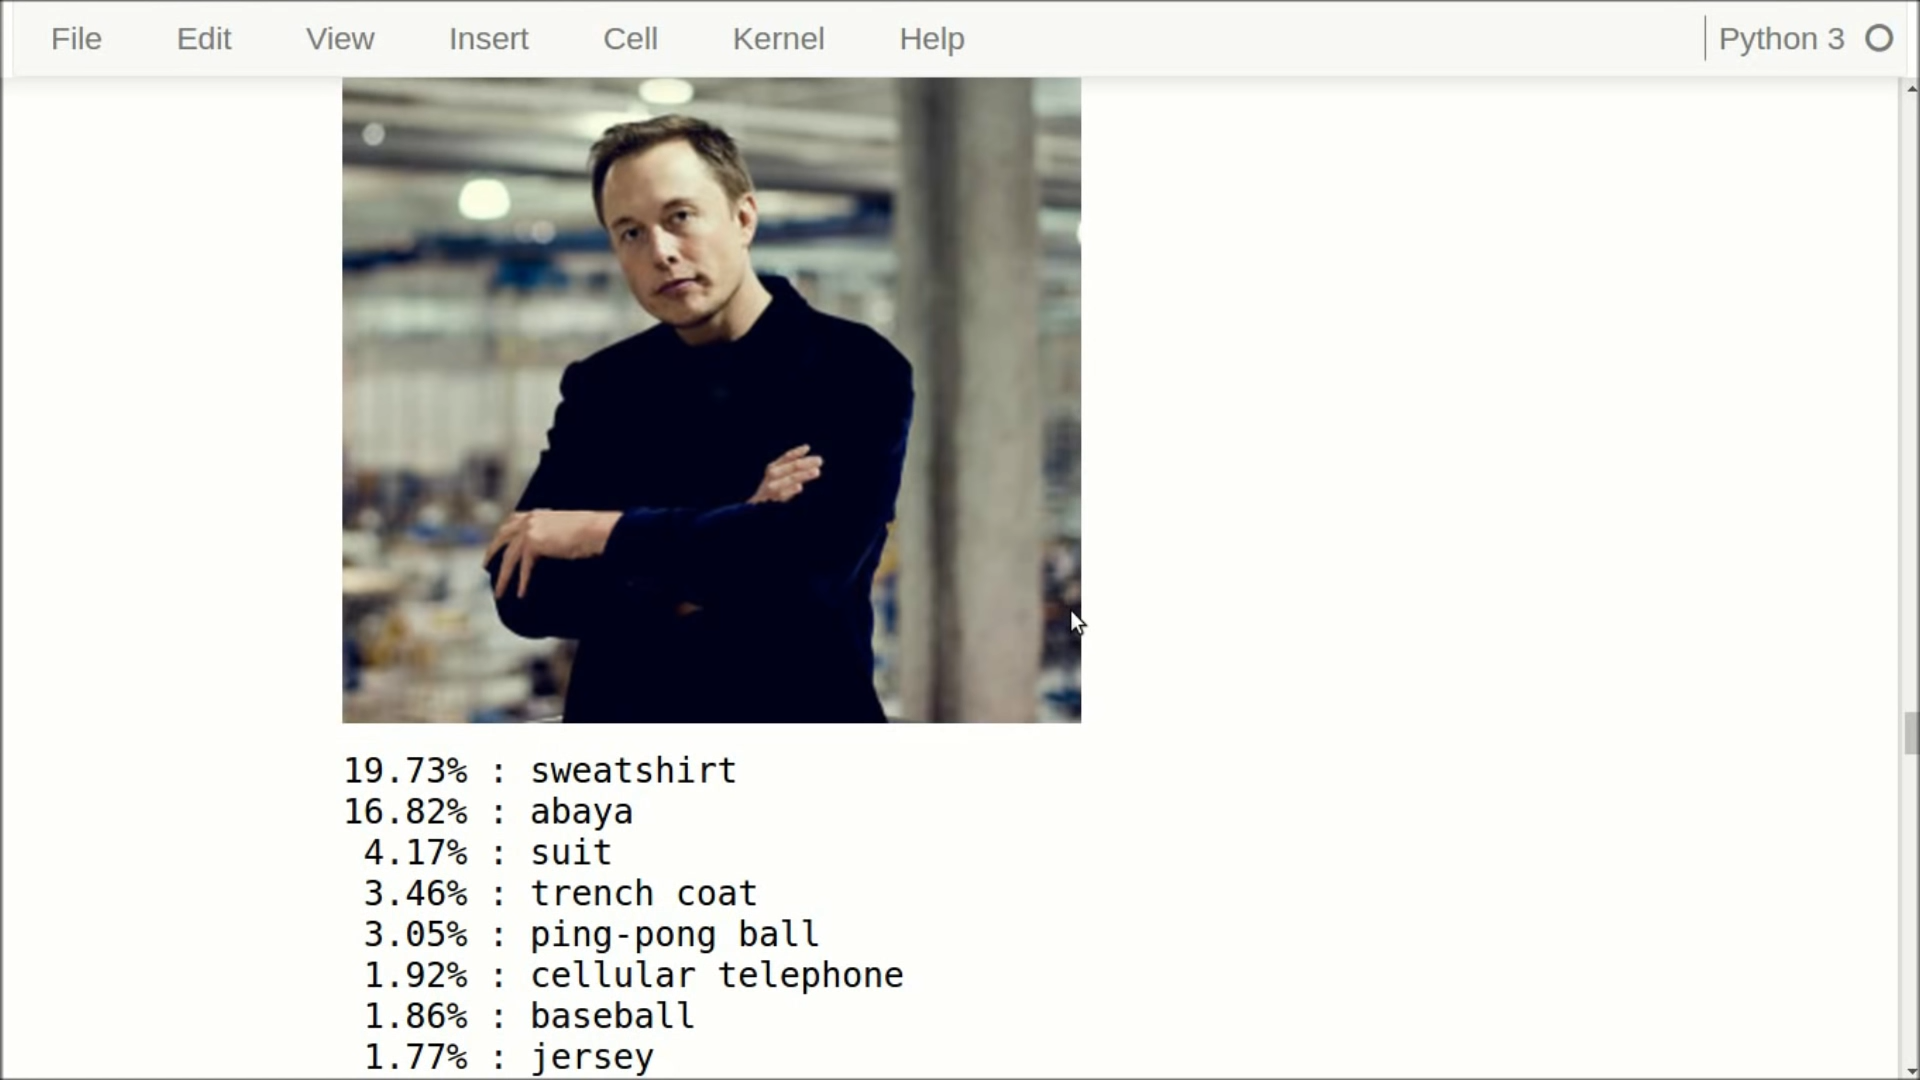 File Edit View Insert Cell Kernel Help Python 3
19.73% : sweatshirt
16.82% : abaya
4.17% : suit
3.46% : trench coat
3.05% : ping-pong ball
1.92% : cellular telephone
1.86% : baseball
1.77% : jersey